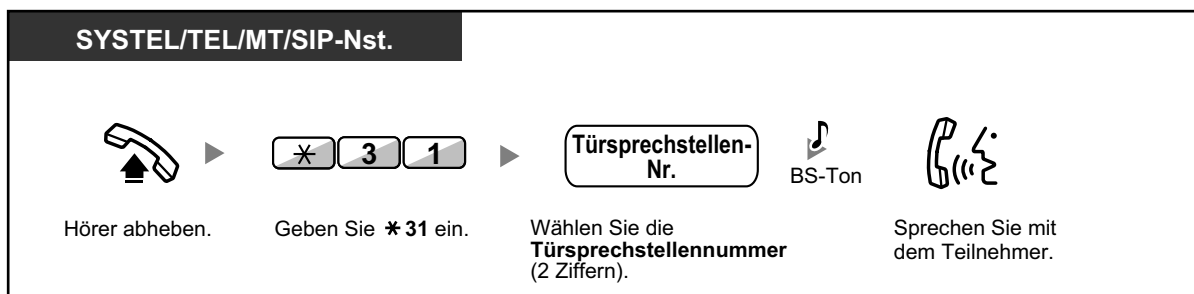 SYSTEL/TEL/MT/SIP-Nst.
* 3 1
Türsprechstellen-
Nr.
BS-Ton
Hörer abheben.
Geben Sie * 31 ein.
Wählen Sie die
Türsprechstellennummer
(2 Ziffern).
Sprechen Sie mit
dem Teilnehmer.